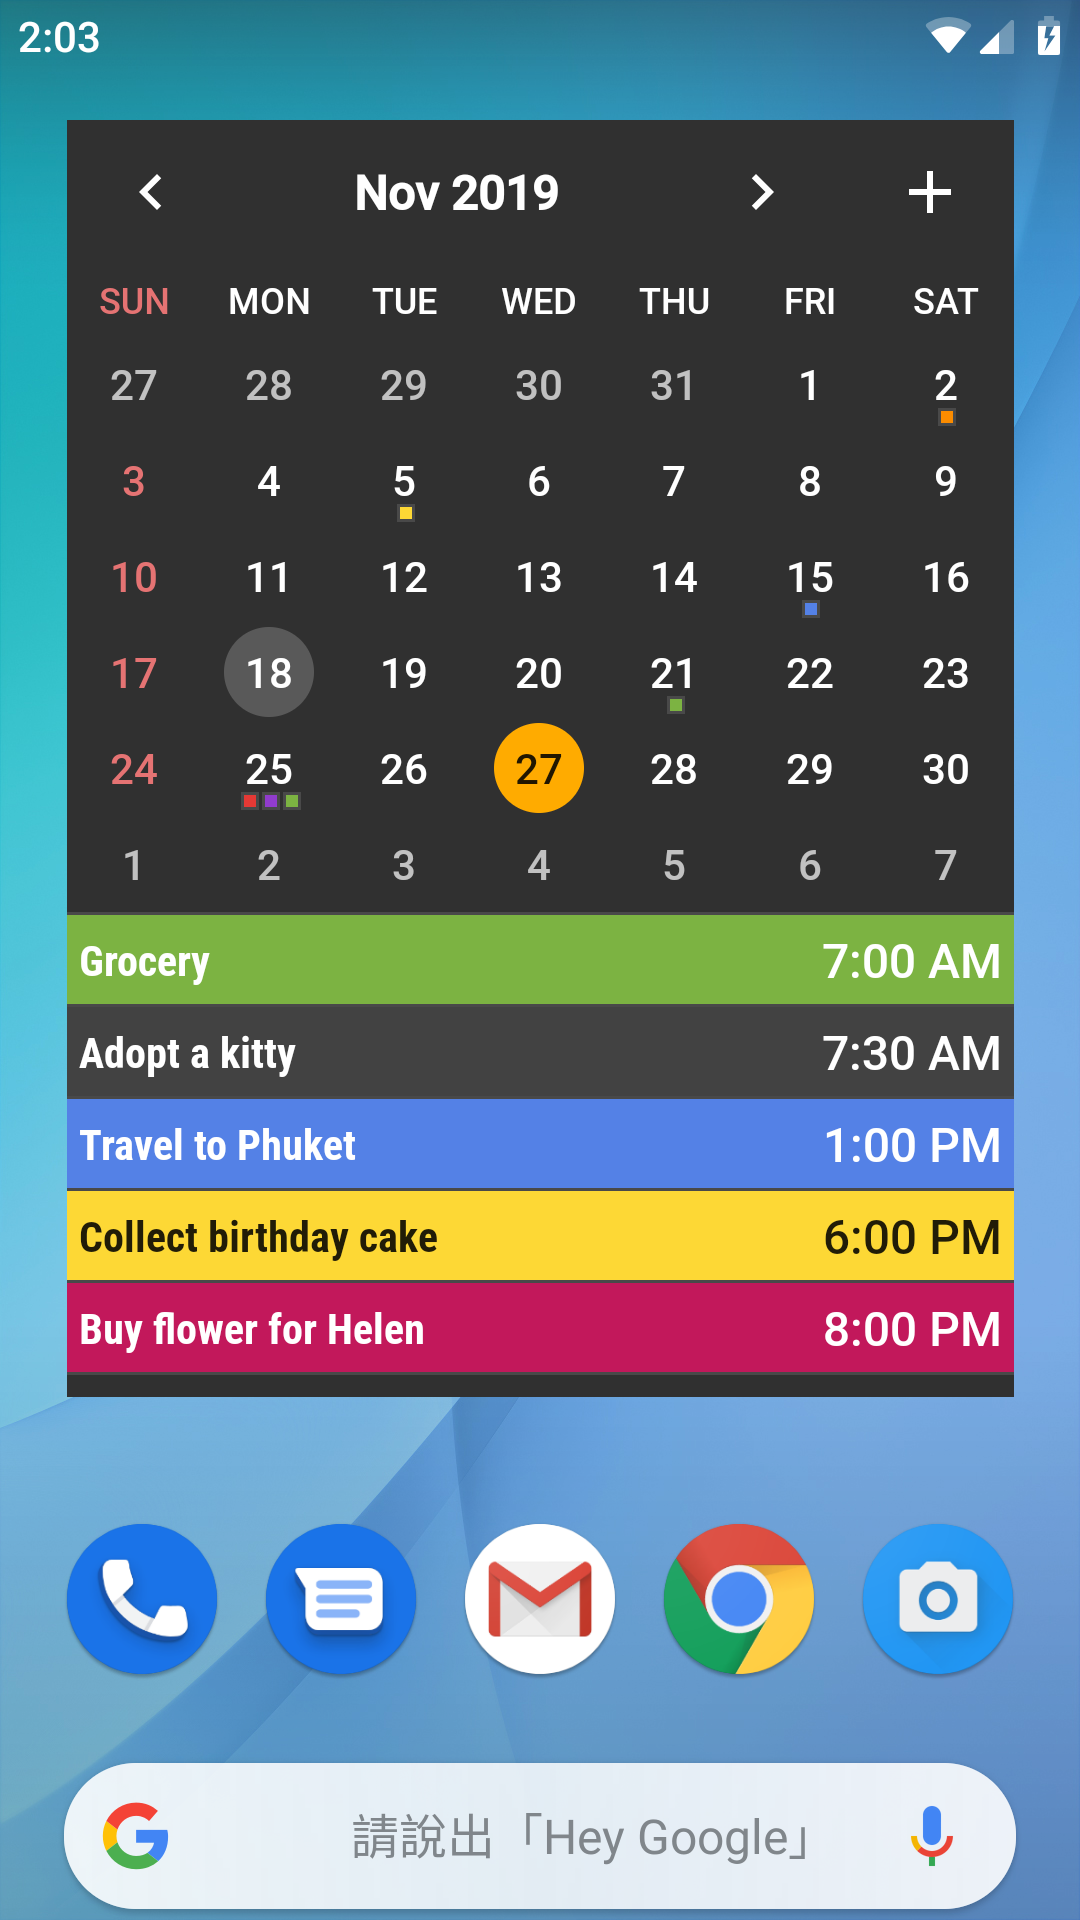 2:03
Nov 2019
SUN MON TUE WED THU FRI SAT
27 28 29 30 31 1 2
3 4 5 6 7 8 9
10 11 12 13 14 15 16
17 18 19 20 21 22 23
24 25 26 27 28 29 30
1 2 3 4 5 6 7
Grocery 7:00 AM
Adopt a kitty 7:30 AM
Travel to Phuket 1:00 PM
Collect birthday cake 6:00 PM
Buy flower for Helen 8:00 PM
請說出「Hey Google」